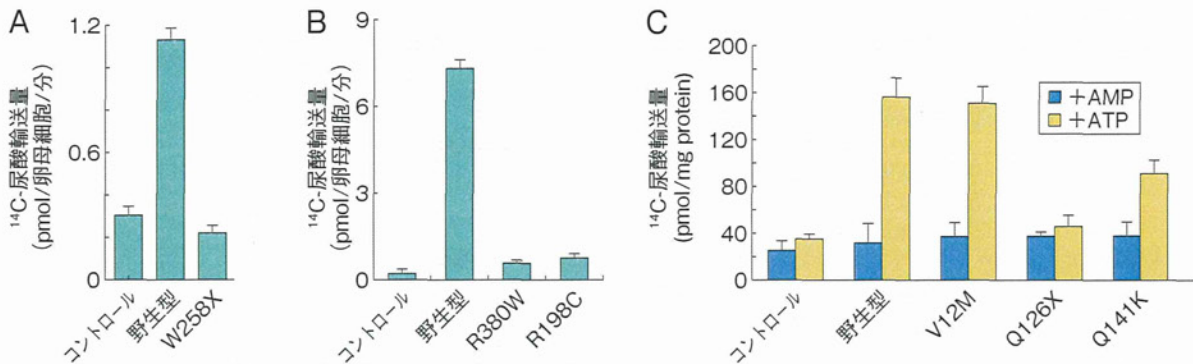 A
¹⁴C-尿酸輸送量
(pmol/卵母細胞/分)
1.2
0.6
0
コントロール
野生型
W258X
B
¹⁴C-尿酸輸送量
(pmol/卵母細胞/分)
9
6
3
0
コントロール
野生型
R380W
R198C
C
¹⁴C-尿酸輸送量
(pmol/mg protein)
200
160
120
80
40
0
+AMP
+ATP
コントロール
野生型
V12M
Q126X
Q141K